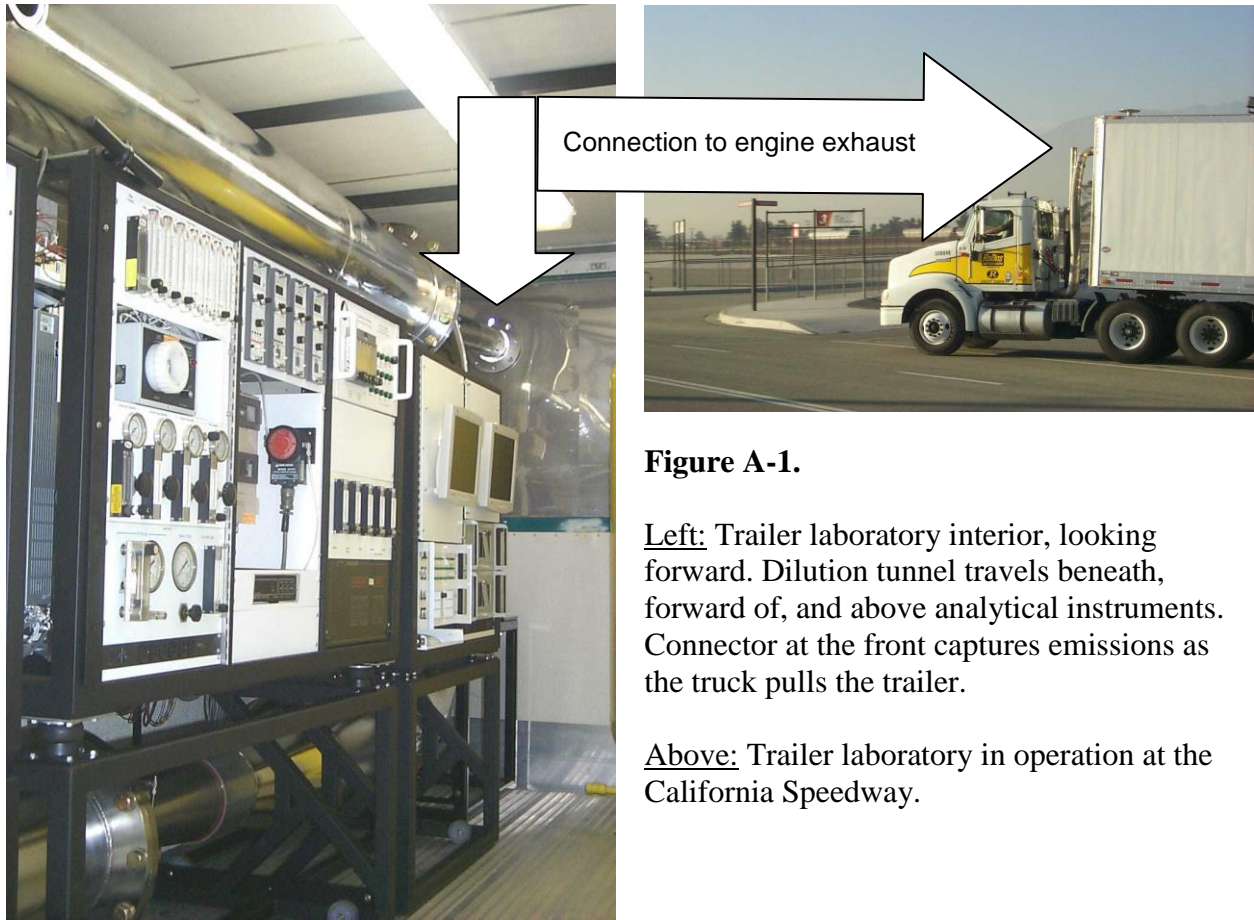 Connection to engine exhaust
Figure A-1.
Left: Trailer laboratory interior, looking
forward. Dilution tunnel travels beneath,
forward of, and above analytical instruments.
Connector at the front captures emissions as
the truck pulls the trailer.
Above: Trailer laboratory in operation at the
California Speedway.